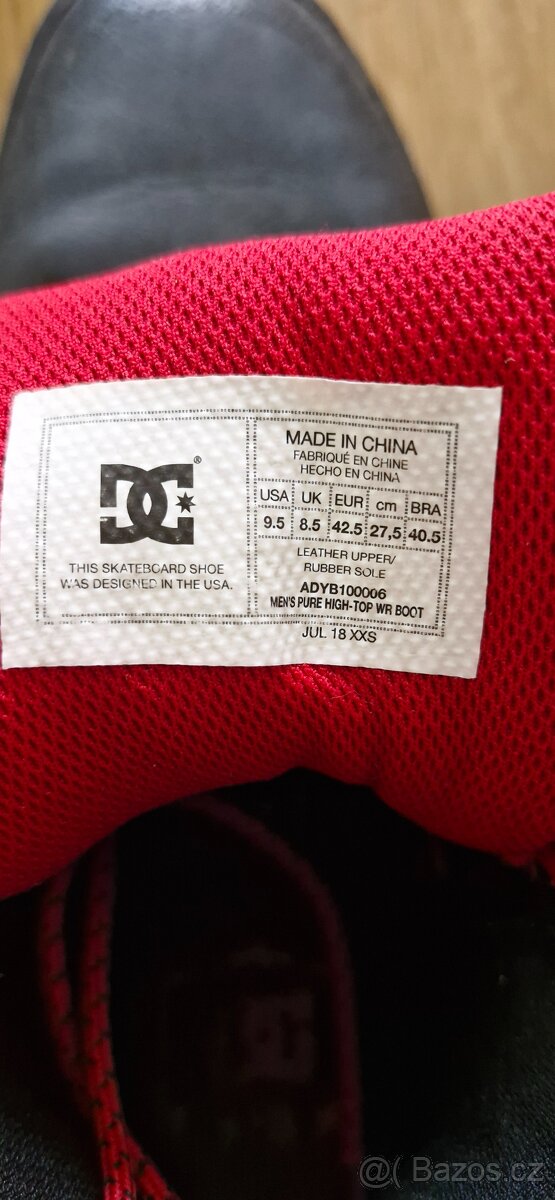 DC®
THIS SKATEBOARD SHOE
WAS DESIGNED IN THE USA.
MADE IN CHINA
FABRIQUÉ EN CHINE
HECHO EN CHINA
USA UK EUR cm BRA
9.5 8.5 42.5 27,5 40.5
LEATHER UPPER/
RUBBER SOLE
ADYB100006
MEN'S PURE HIGH-TOP WR BOOT
JUL 18 XXS
DC
@( Bazos.cz